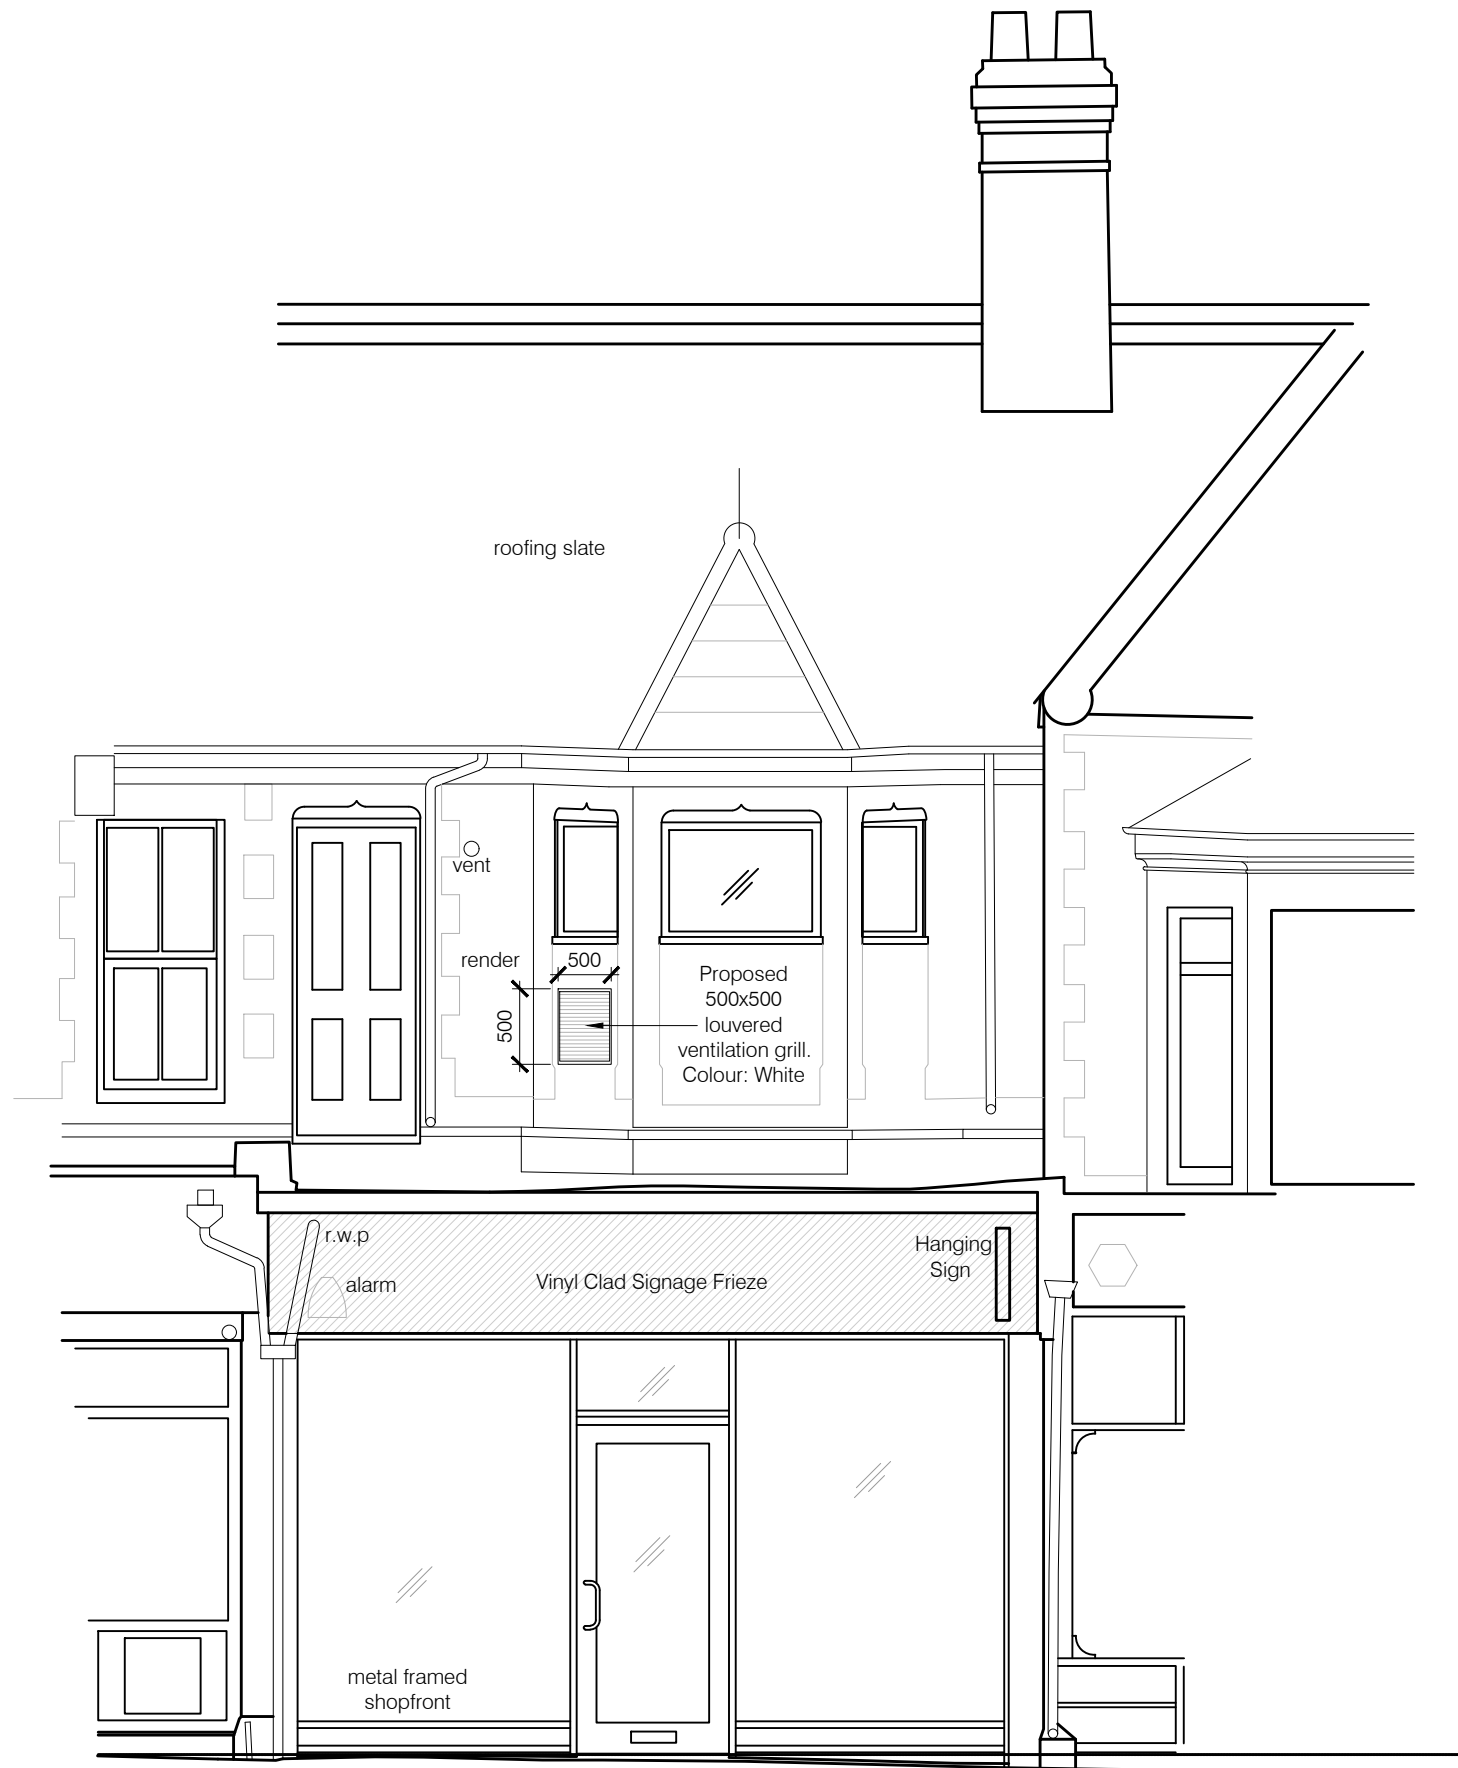 roofing slate
vent
render
500
500
Proposed
500x500
louvered
ventilation grill.
Colour: White
r.w.p
alarm
Vinyl Clad Signage Frieze
Hanging
Sign
metal framed
shopfront